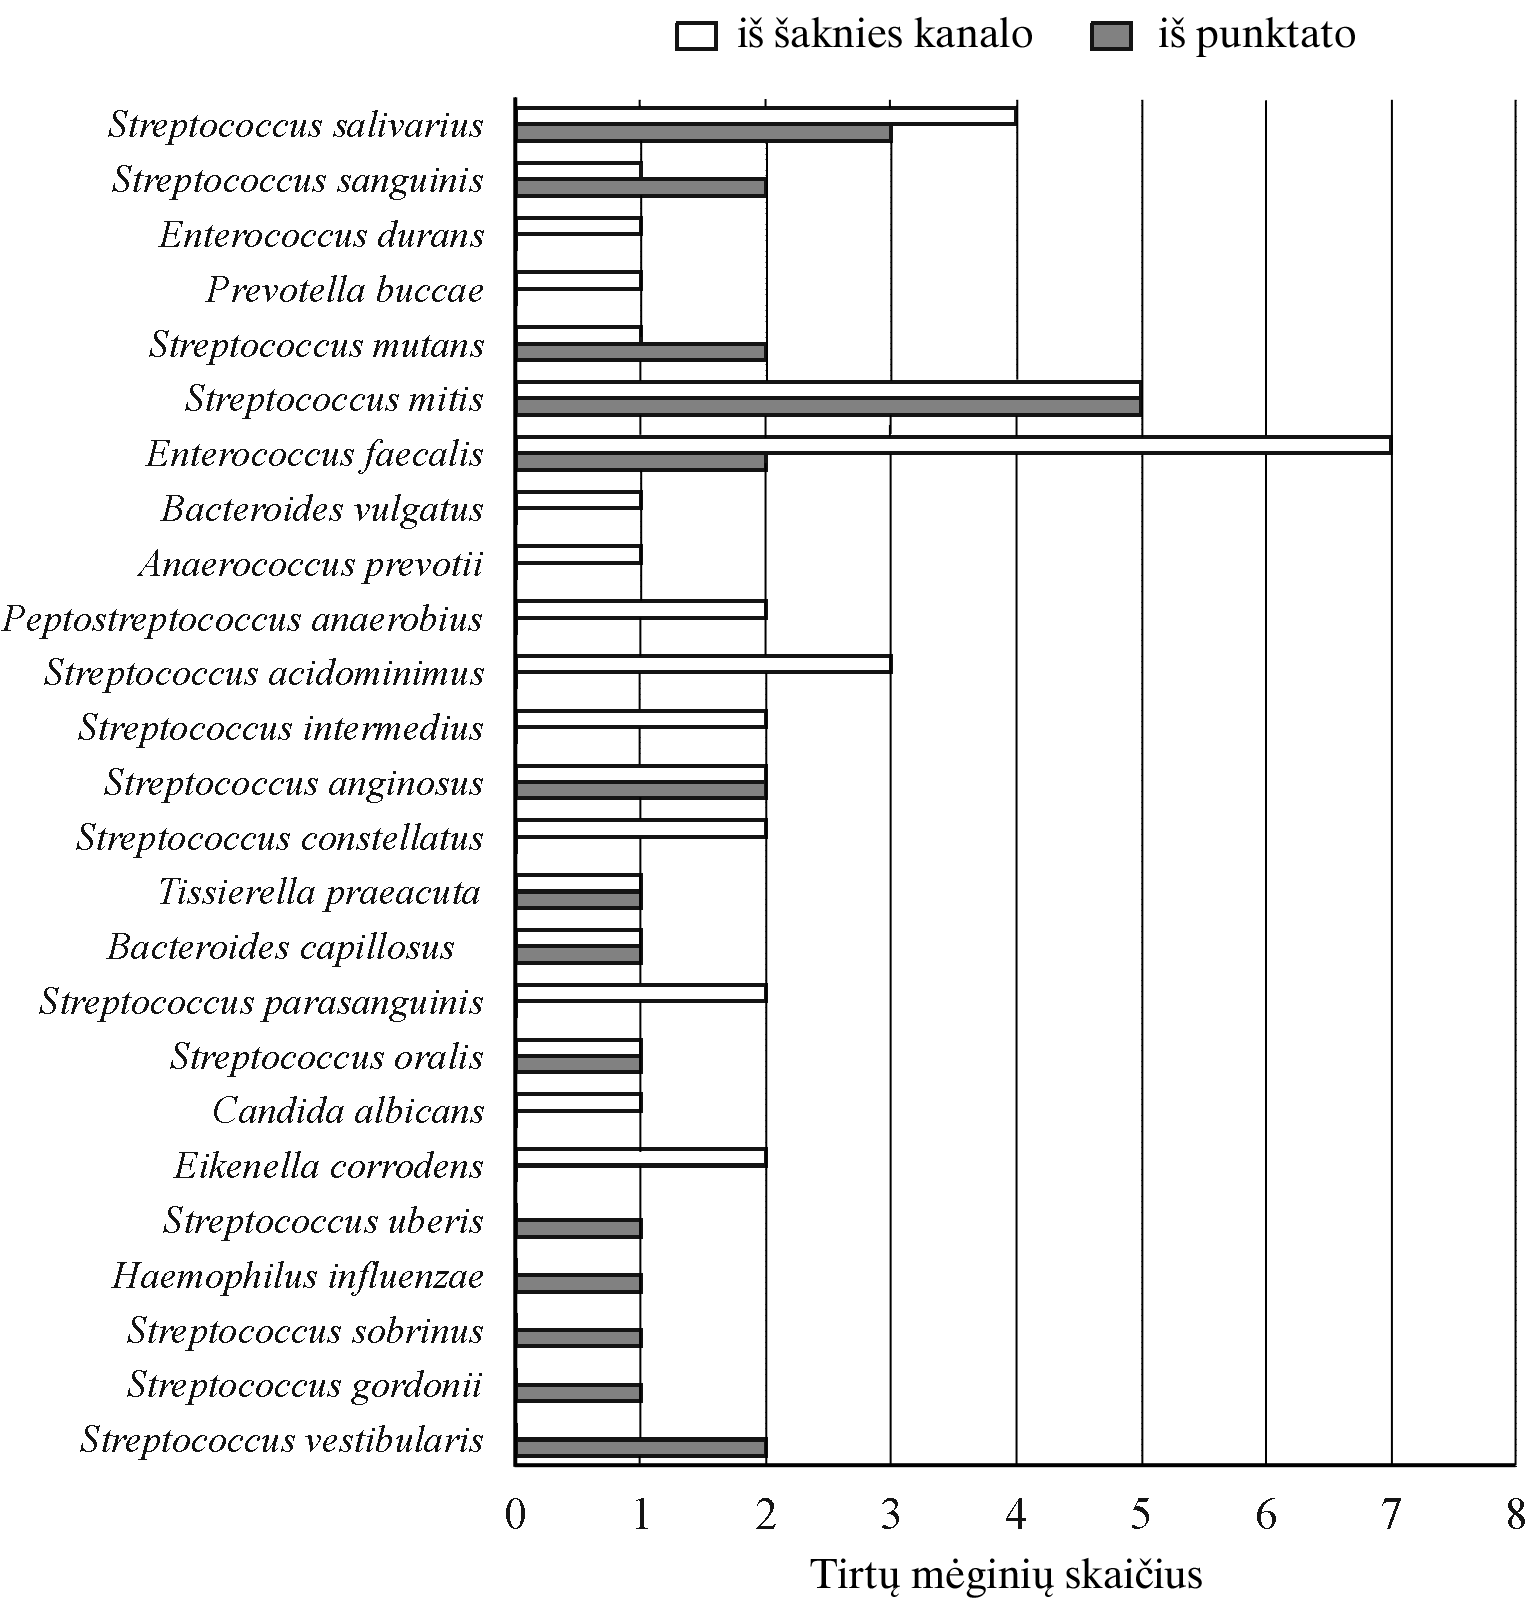 iš šaknies kanalo iš punktato
Streptococcus salivarius
Streptococcus sanguinis
Enterococcus durans
Prevotella buccae
Streptococcus mutans
Streptococcus mitis
Enterococcus faecalis
Bacteroides vulgatus
Anaerococcus prevotii
Peptostreptococcus anaerobius
Streptococcus acidominimus
Streptococcus intermedius
Streptococcus anginosus
Streptococcus constellatus
Tissierella praeacuta
Bacteroides capillosus
Streptococcus parasanguinis
Streptococcus oralis
Candida albicans
Eikenella corrodens
Streptococcus uberis
Haemophilus influenzae
Streptococcus sobrinus
Streptococcus gordonii
Streptococcus vestibularis
0 1 2 3 4 5 6 7 8
Tirtų mėginių skaičius